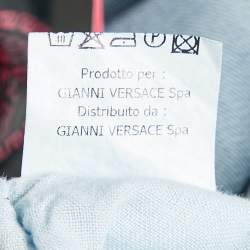 Prodotto per :
GIANNI VERSACE Spa
Distribuito da :
GIANNI VERSACE Spa